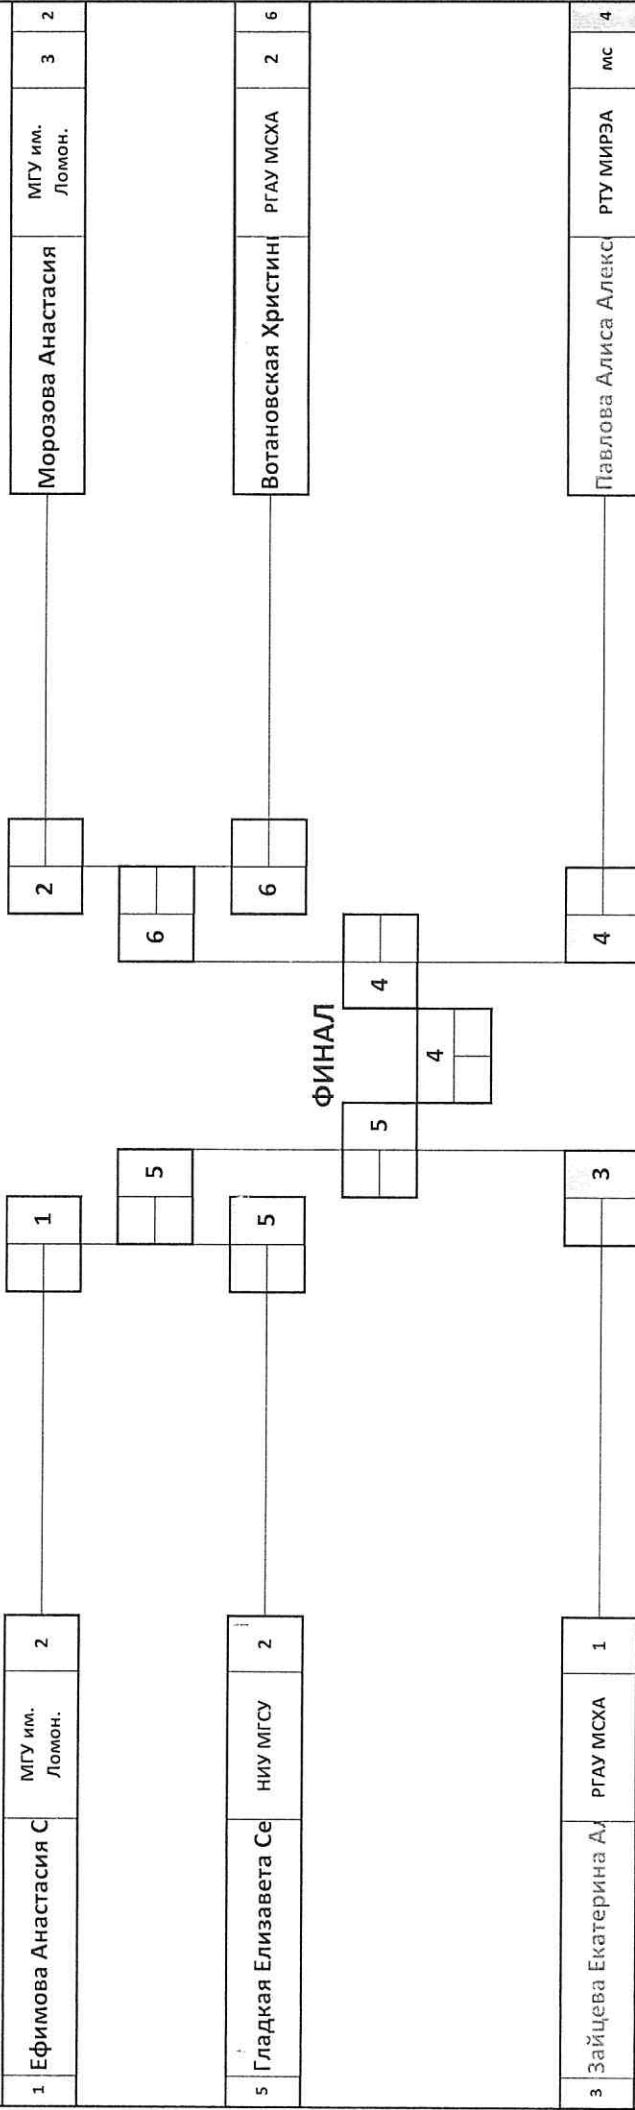 1 Ефимова Анастасия С МГУ им. Ломон. 2
5 Гладкая Елизавета Се НИУ МГСУ 2
3 Зайцева Екатерина Ал РГАУ МСХА 1
1
5
5
3
ФИНАЛ
5
4
4
2
6
6
4
Морозова Анастасия МГУ им. Ломон. 3 2
Вотановская Христин РГАУ МСХА 2 6
Павлова Алиса Алекс РТУ МИРЭА мс 4